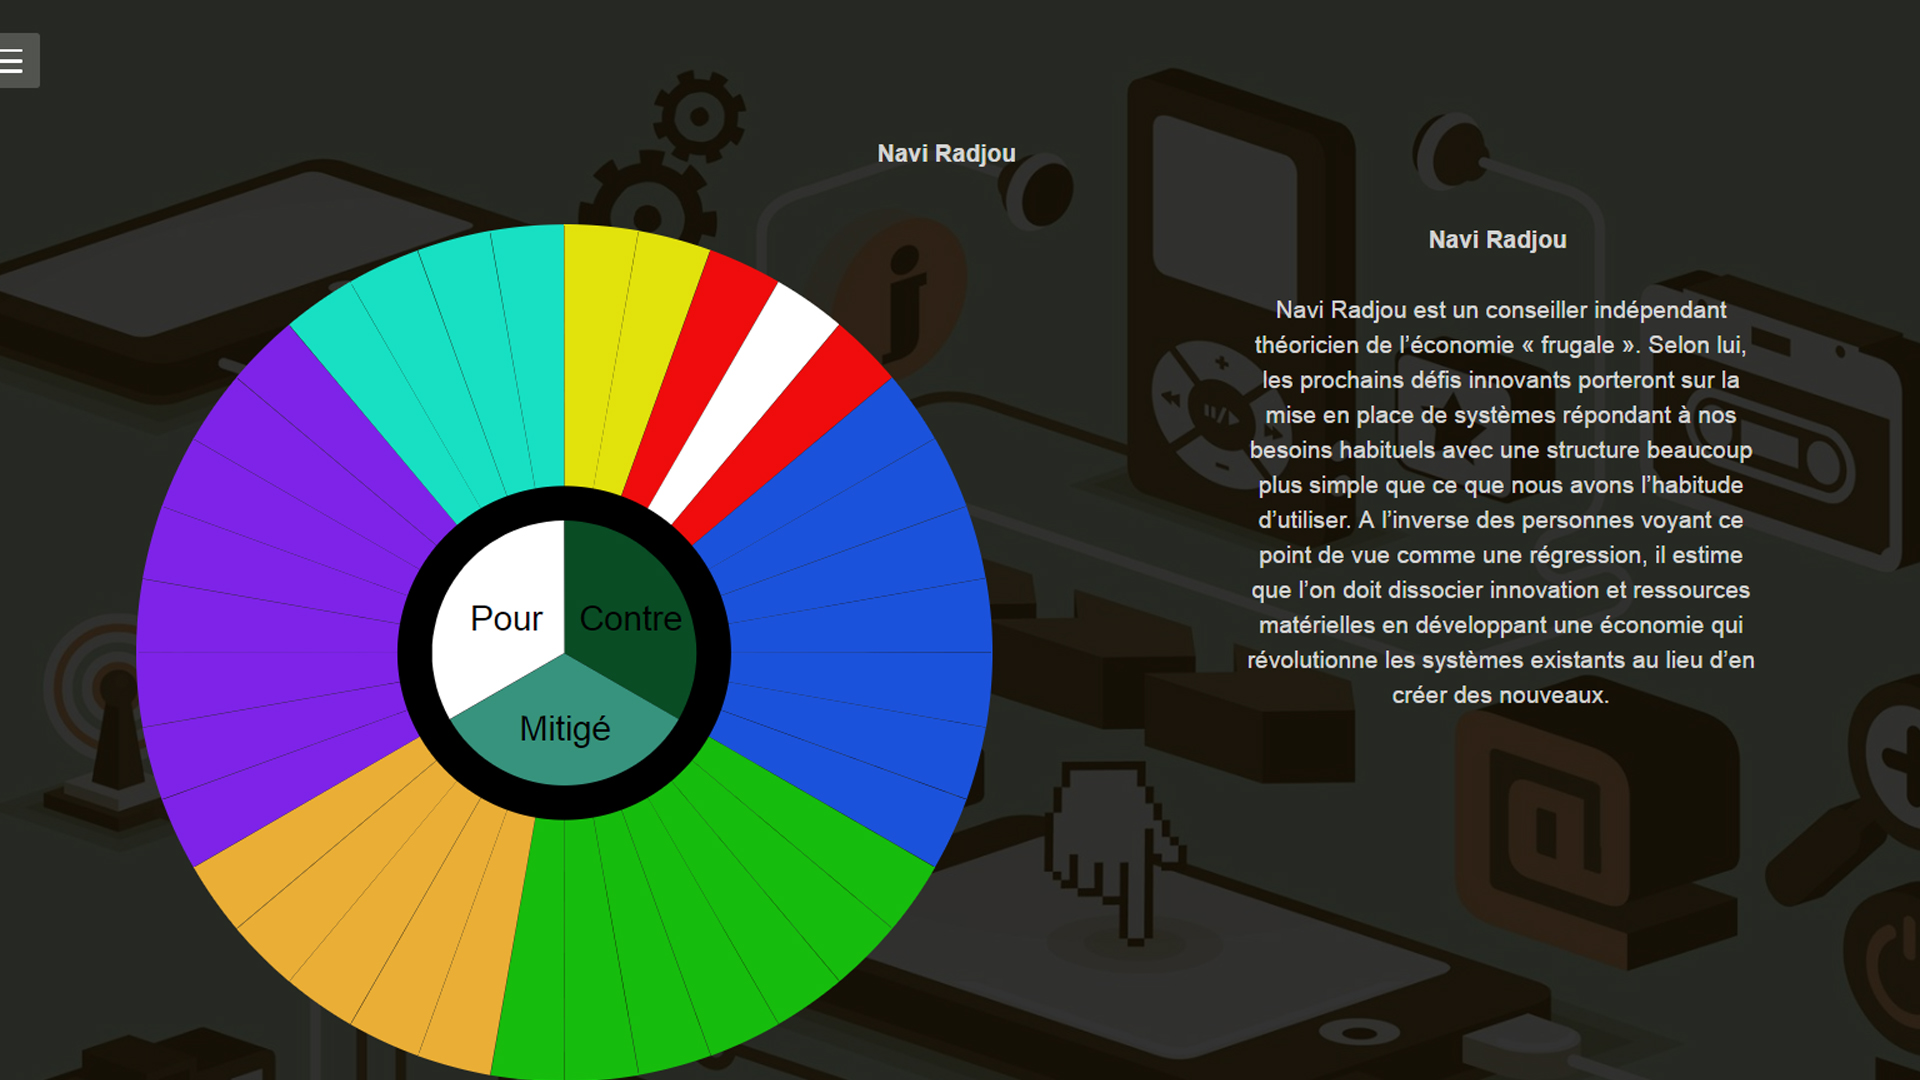 Navi Radjou
Navi Radjou
Navi Radjou est un conseiller indépendant
théoricien de l’économie « frugale ». Selon lui,
les prochains défis innovants porteront sur la
mise en place de systèmes répondant à nos
besoins habituels avec une structure beaucoup
plus simple que ce que nous avons l’habitude
d’utiliser. A l’inverse des personnes voyant ce
point de vue comme une régression, il estime
que l’on doit dissocier innovation et ressources
matérielles en développant une économie qui
révolutionne les systèmes existants au lieu d’en
créer des nouveaux.
Pour
Contre
Mitigé